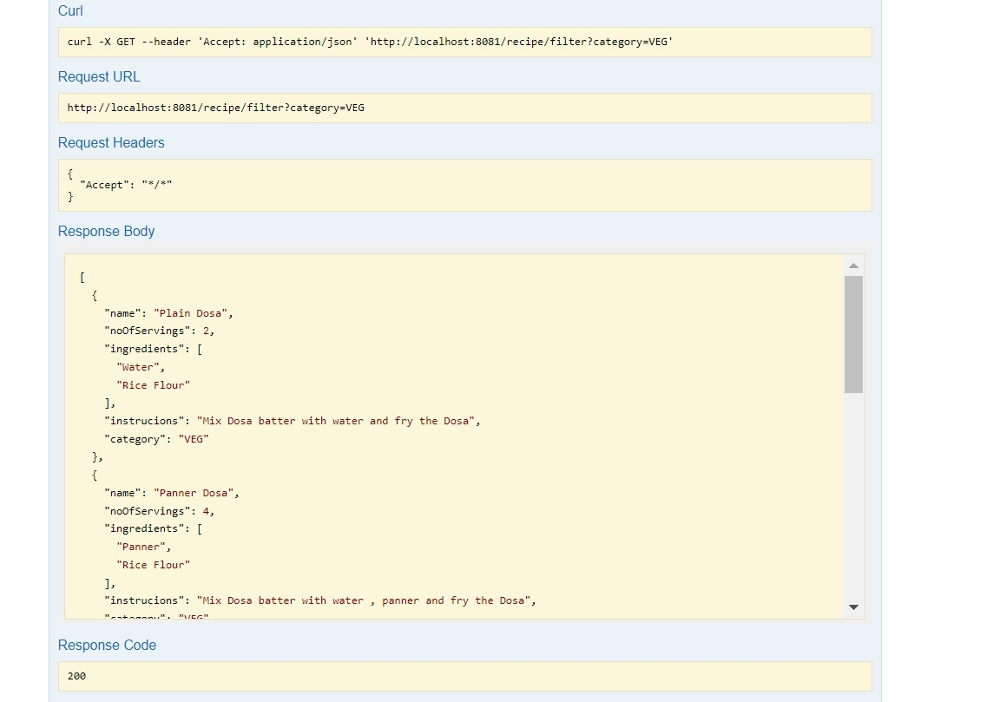 Curl
curl -X GET --header 'Accept: application/json' 'http://localhost:8081/recipe/filter?category=VEG'
Request URL
http://localhost:8081/recipe/filter?category=VEG
Request Headers
{
  "Accept": "*/*"
}
Response Body
[
  {
    "name": "Plain Dosa",
    "noOfServings": 2,
    "ingredients": [
      "Water",
      "Rice Flour"
    ],
    "instrucions": "Mix Dosa batter with water and fry the Dosa",
    "category": "VEG"
  },
  {
    "name": "Panner Dosa",
    "noOfServings": 4,
    "ingredients": [
      "Panner",
      "Rice Flour"
    ],
    "instrucions": "Mix Dosa batter with water , panner and fry the Dosa",
    "category": "VEG"
Response Code
200